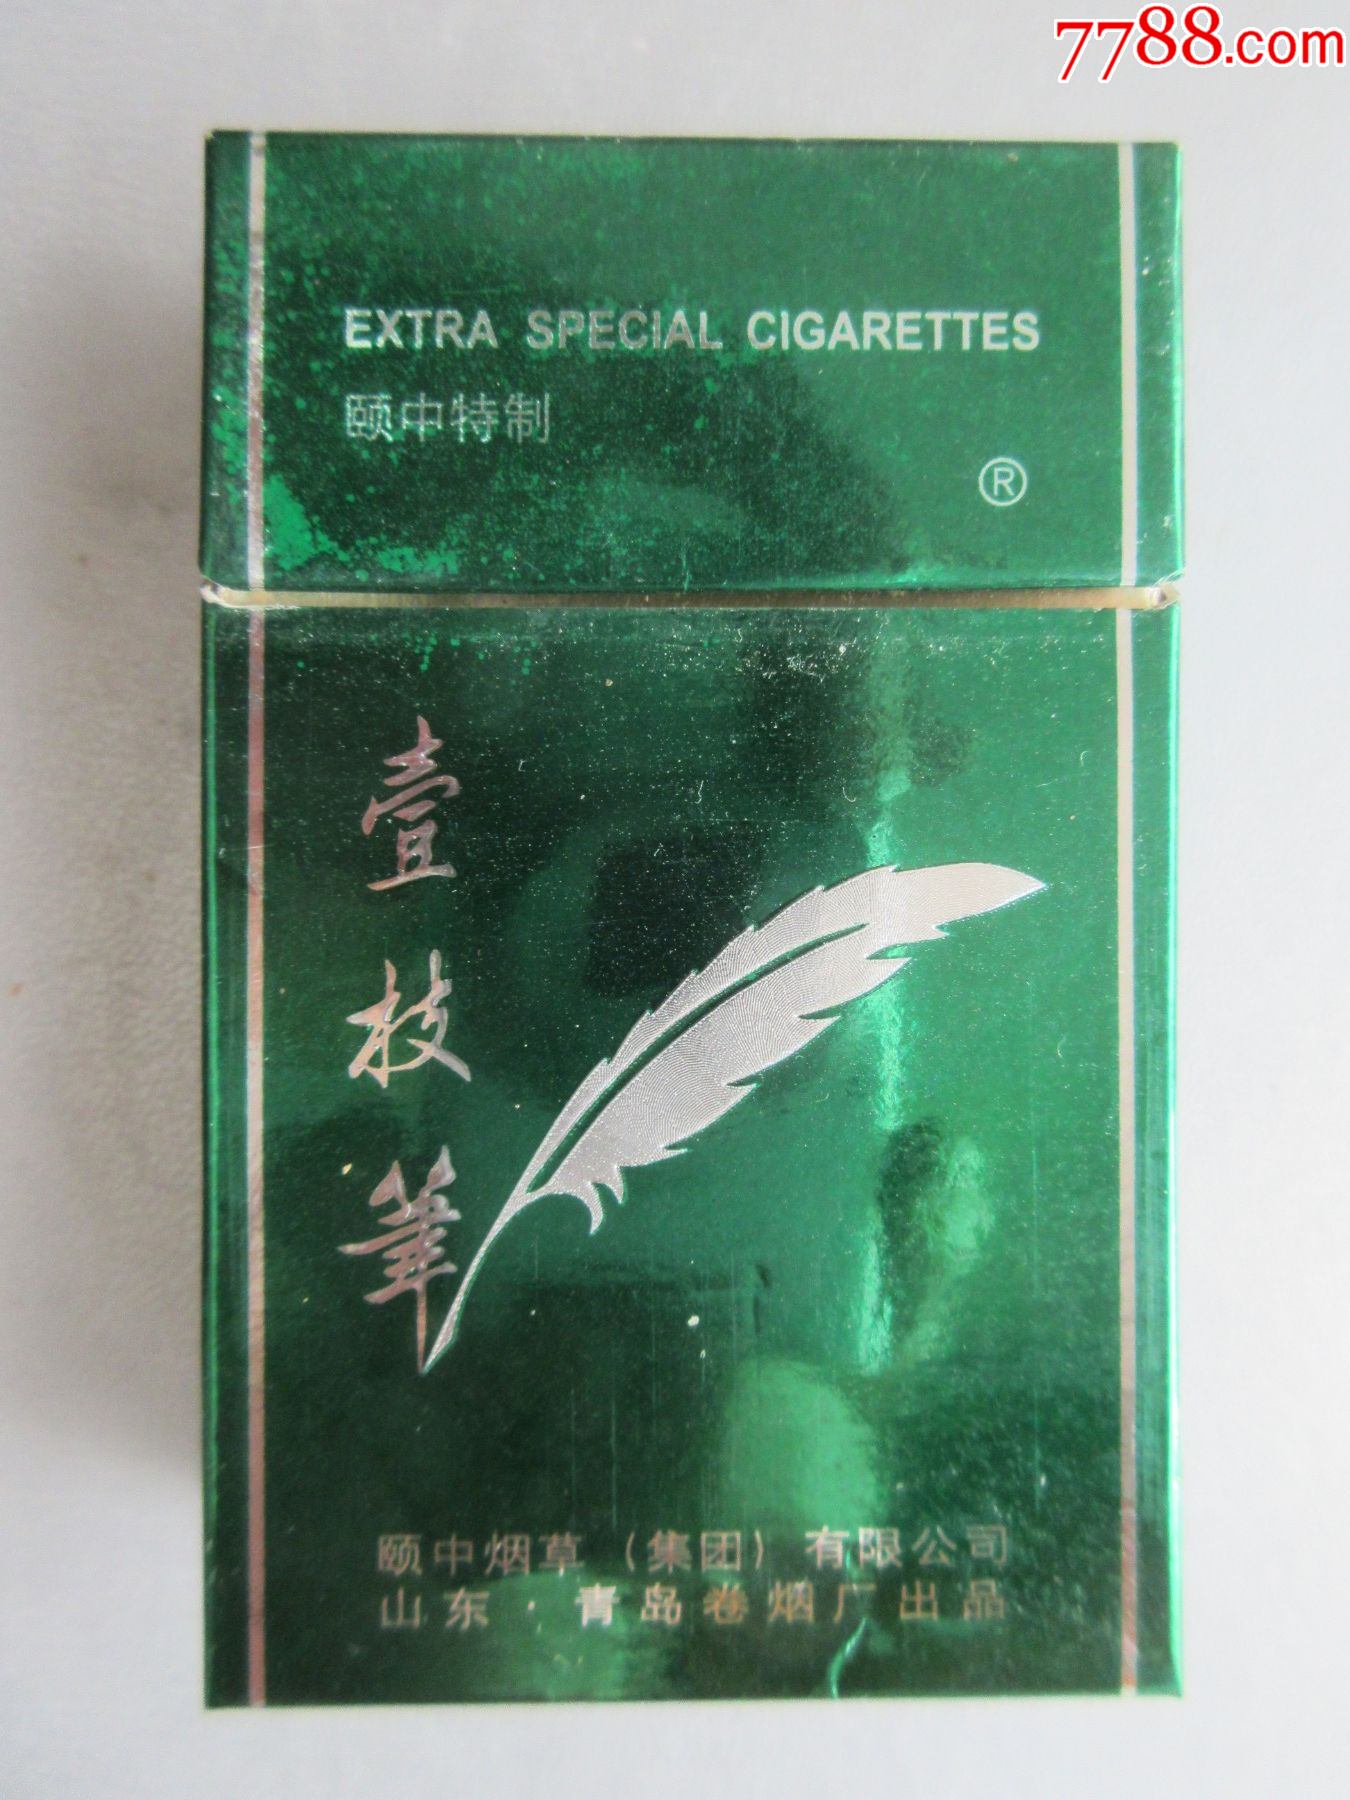 7788.com
EXTRA SPECIAL CIGARETTES
颐中特制
®
壹枝筆
颐中烟草（集团）有限公司
山东·青岛卷烟厂出品